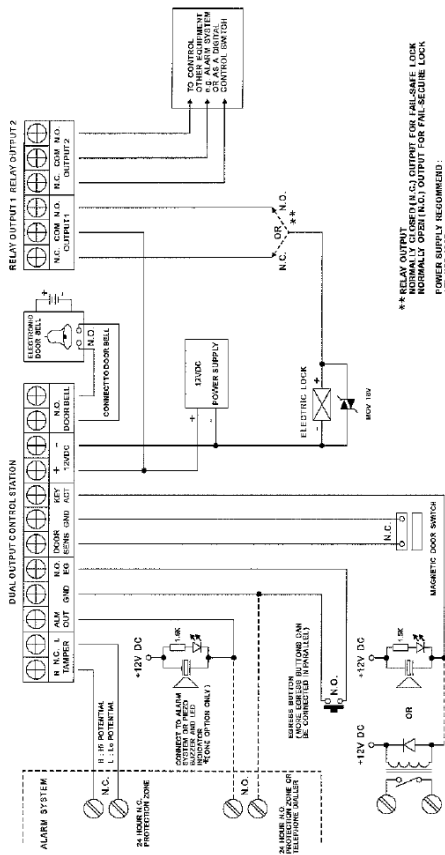 DUAL OUTPUT CONTROL STATION
RELAY OUTPUT 1 RELAY OUTPUT 2
H N.C. L
TAMPER
ALM
OUT
GND
N.O.
EG
DOOR
SENS
GND
KEY
ACT
+ -
12VDC
N.O.
DOOR BELL
N.C. COM N.O.
OUTPUT 1
N.C. COM N.O.
OUTPUT 2
ELECTRONIC
DOOR BELL
N.O.
CONNECT TO DOOR BELL
TO CONTROL
OTHER EQUIPMENT
e.g. ALARM SYSTEM
OR AS A DIGITAL
CONTROL SWITCH
12VDC
POWER SUPPLY
+
-
N.C.
OR
N.O.
**
ELECTRIC LOCK
- +
MOV 18V
** RELAY OUTPUT
NORMALLY CLOSED (N.C.) OUTPUT FOR FAIL-SAFE LOCK
NORMALLY OPEN (N.O.) OUTPUT FOR FAIL-SECURE LOCK
POWER SUPPLY RECOMMEND :
ALARM SYSTEM
H : Hi POTENTIAL
L : Lo POTENTIAL
N.C.
24 HOUR N.C.
PROTECTION ZONE
+12V DC
1.5K
CONNECT TO ALARM
SYSTEM OR PIEZO
BUZZER AND LED
INDICATOR
*(ONE OPTION ONLY)
N.O.
24 HOUR N.O.
PROTECTION ZONE OR
TELEPHONE DIALLER
EGRESS BUTTON
(MORE EGRESS BUTTONS CAN
BE CONNECTED IN PARALLEL)
N.O.
N.C.
MAGNETIC DOOR SWITCH
+12V DC
OR
+12V DC
1.5K